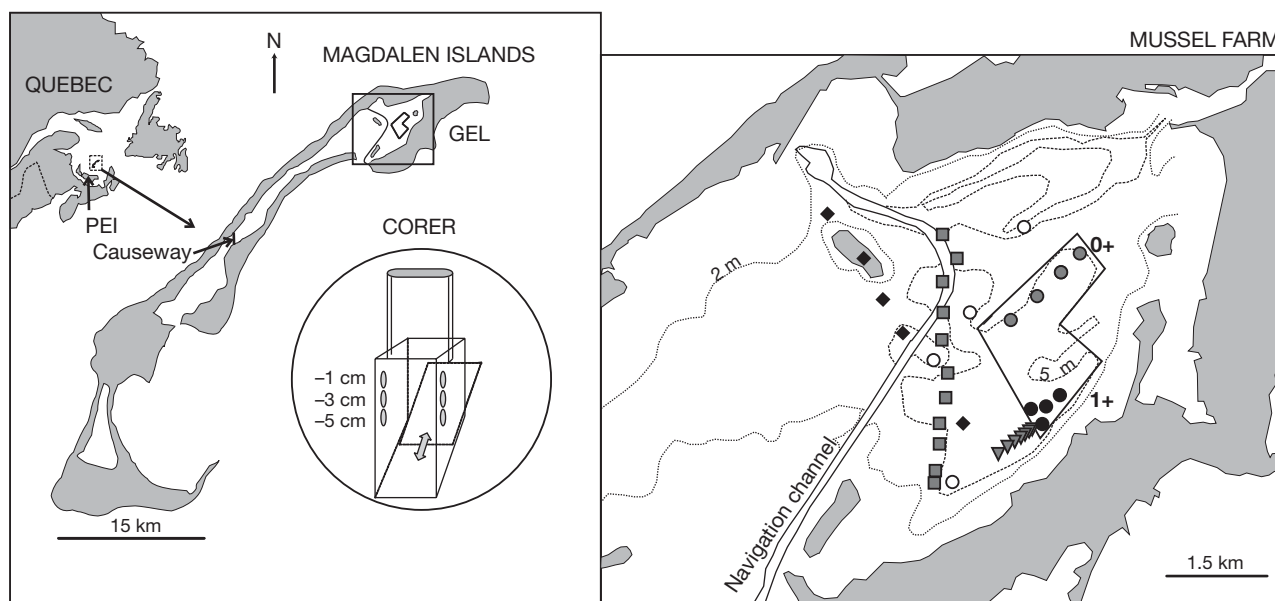 N
MAGDALEN ISLANDS
QUEBEC
GEL
PEI
Causeway
CORER
–1 cm
–3 cm
–5 cm
15 km
MUSSEL FARM
2 m
0+
5 m
1+
Navigation channel
1.5 km